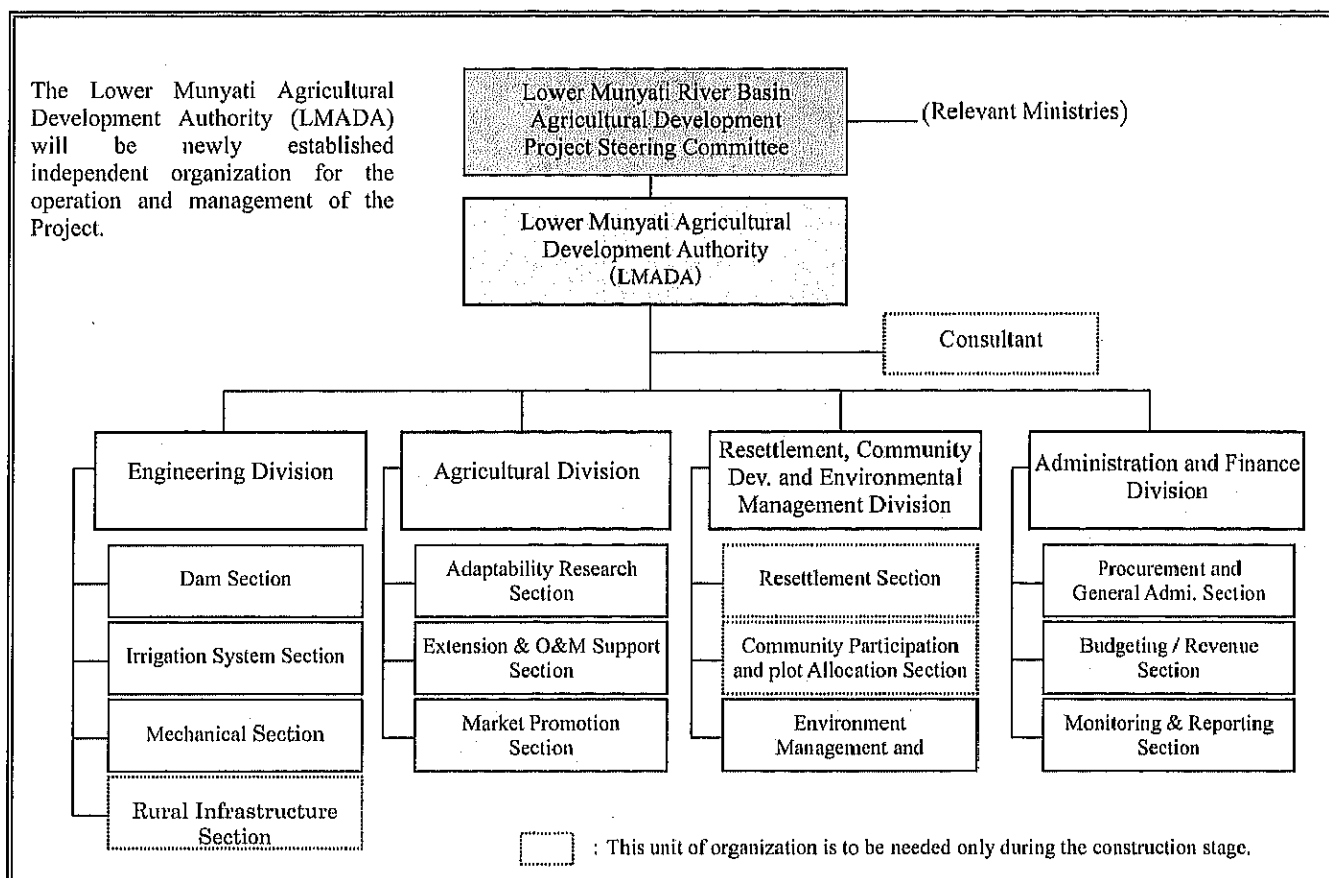 The Lower Munyati Agricultural
Development Authority (LMADA)
will be newly established
independent organization for the
operation and management of the
Project.
Lower Munyati River Basin
Agricultural Development
Project Steering Committee
(Relevant Ministries)
Lower Munyati Agricultural
Development Authority
(LMADA)
Consultant
Engineering Division
Agricultural Division
Resettlement, Community
Dev. and Environmental
Management Division
Administration and Finance
Division
Dam Section
Irrigation System Section
Mechanical Section
Rural Infrastructure
Section
Adaptability Research
Section
Extension & O&M Support
Section
Market Promotion
Section
Resettlement Section
Community Participation
and plot Allocation Section
Environment
Management and
Procurement and
General Admi. Section
Budgeting / Revenue
Section
Monitoring & Reporting
Section
: This unit of organization is to be needed only during the construction stage.